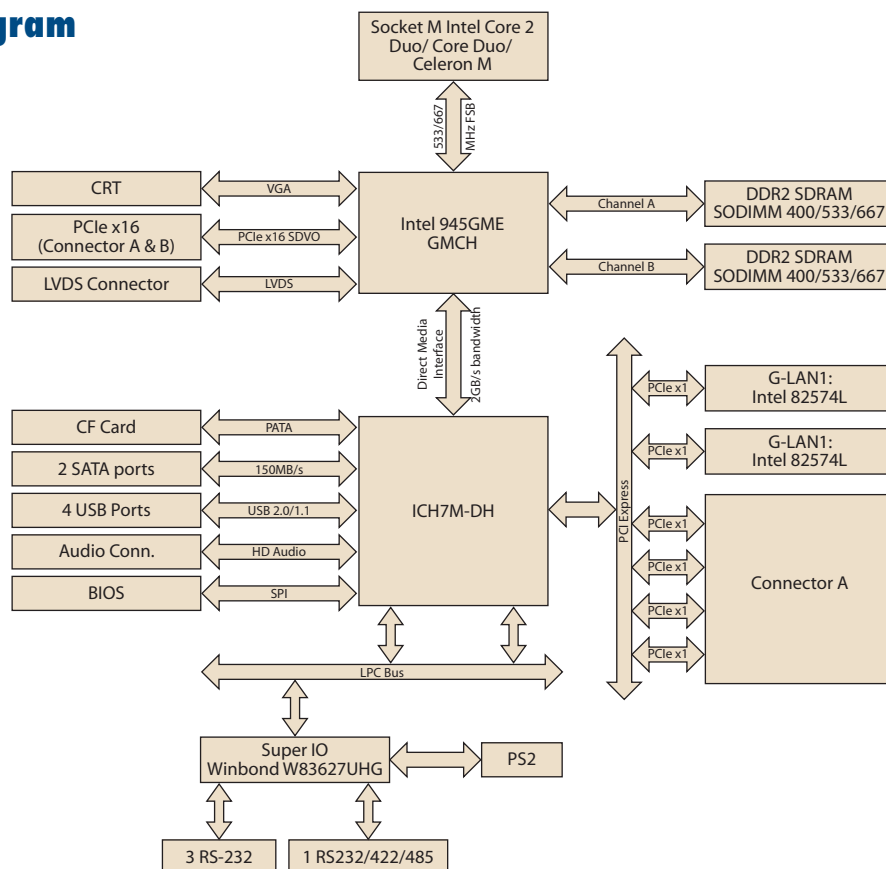 gram
Socket M Intel Core 2
Duo/ Core Duo/
Celeron M
533/667
MHz FSB
CRT
VGA
PCIe x16
(Connector A & B)
PCIe x16 SDVO
LVDS Connector
LVDS
Intel 945GME
GMCH
Channel A
DDR2 SDRAM
SODIMM 400/533/667
Channel B
DDR2 SDRAM
SODIMM 400/533/667
Direct Media
Interface
2GB/s bandwidth
CF Card
PATA
2 SATA ports
150MB/s
4 USB Ports
USB 2.0/1.1
Audio Conn.
HD Audio
BIOS
SPI
ICH7M-DH
PCI Express
PCIe x1
G-LAN1:
Intel 82574L
PCIe x1
G-LAN1:
Intel 82574L
PCIe x1
PCIe x1
PCIe x1
PCIe x1
Connector A
LPC Bus
Super IO
Winbond W83627UHG
PS2
3 RS-232
1 RS232/422/485